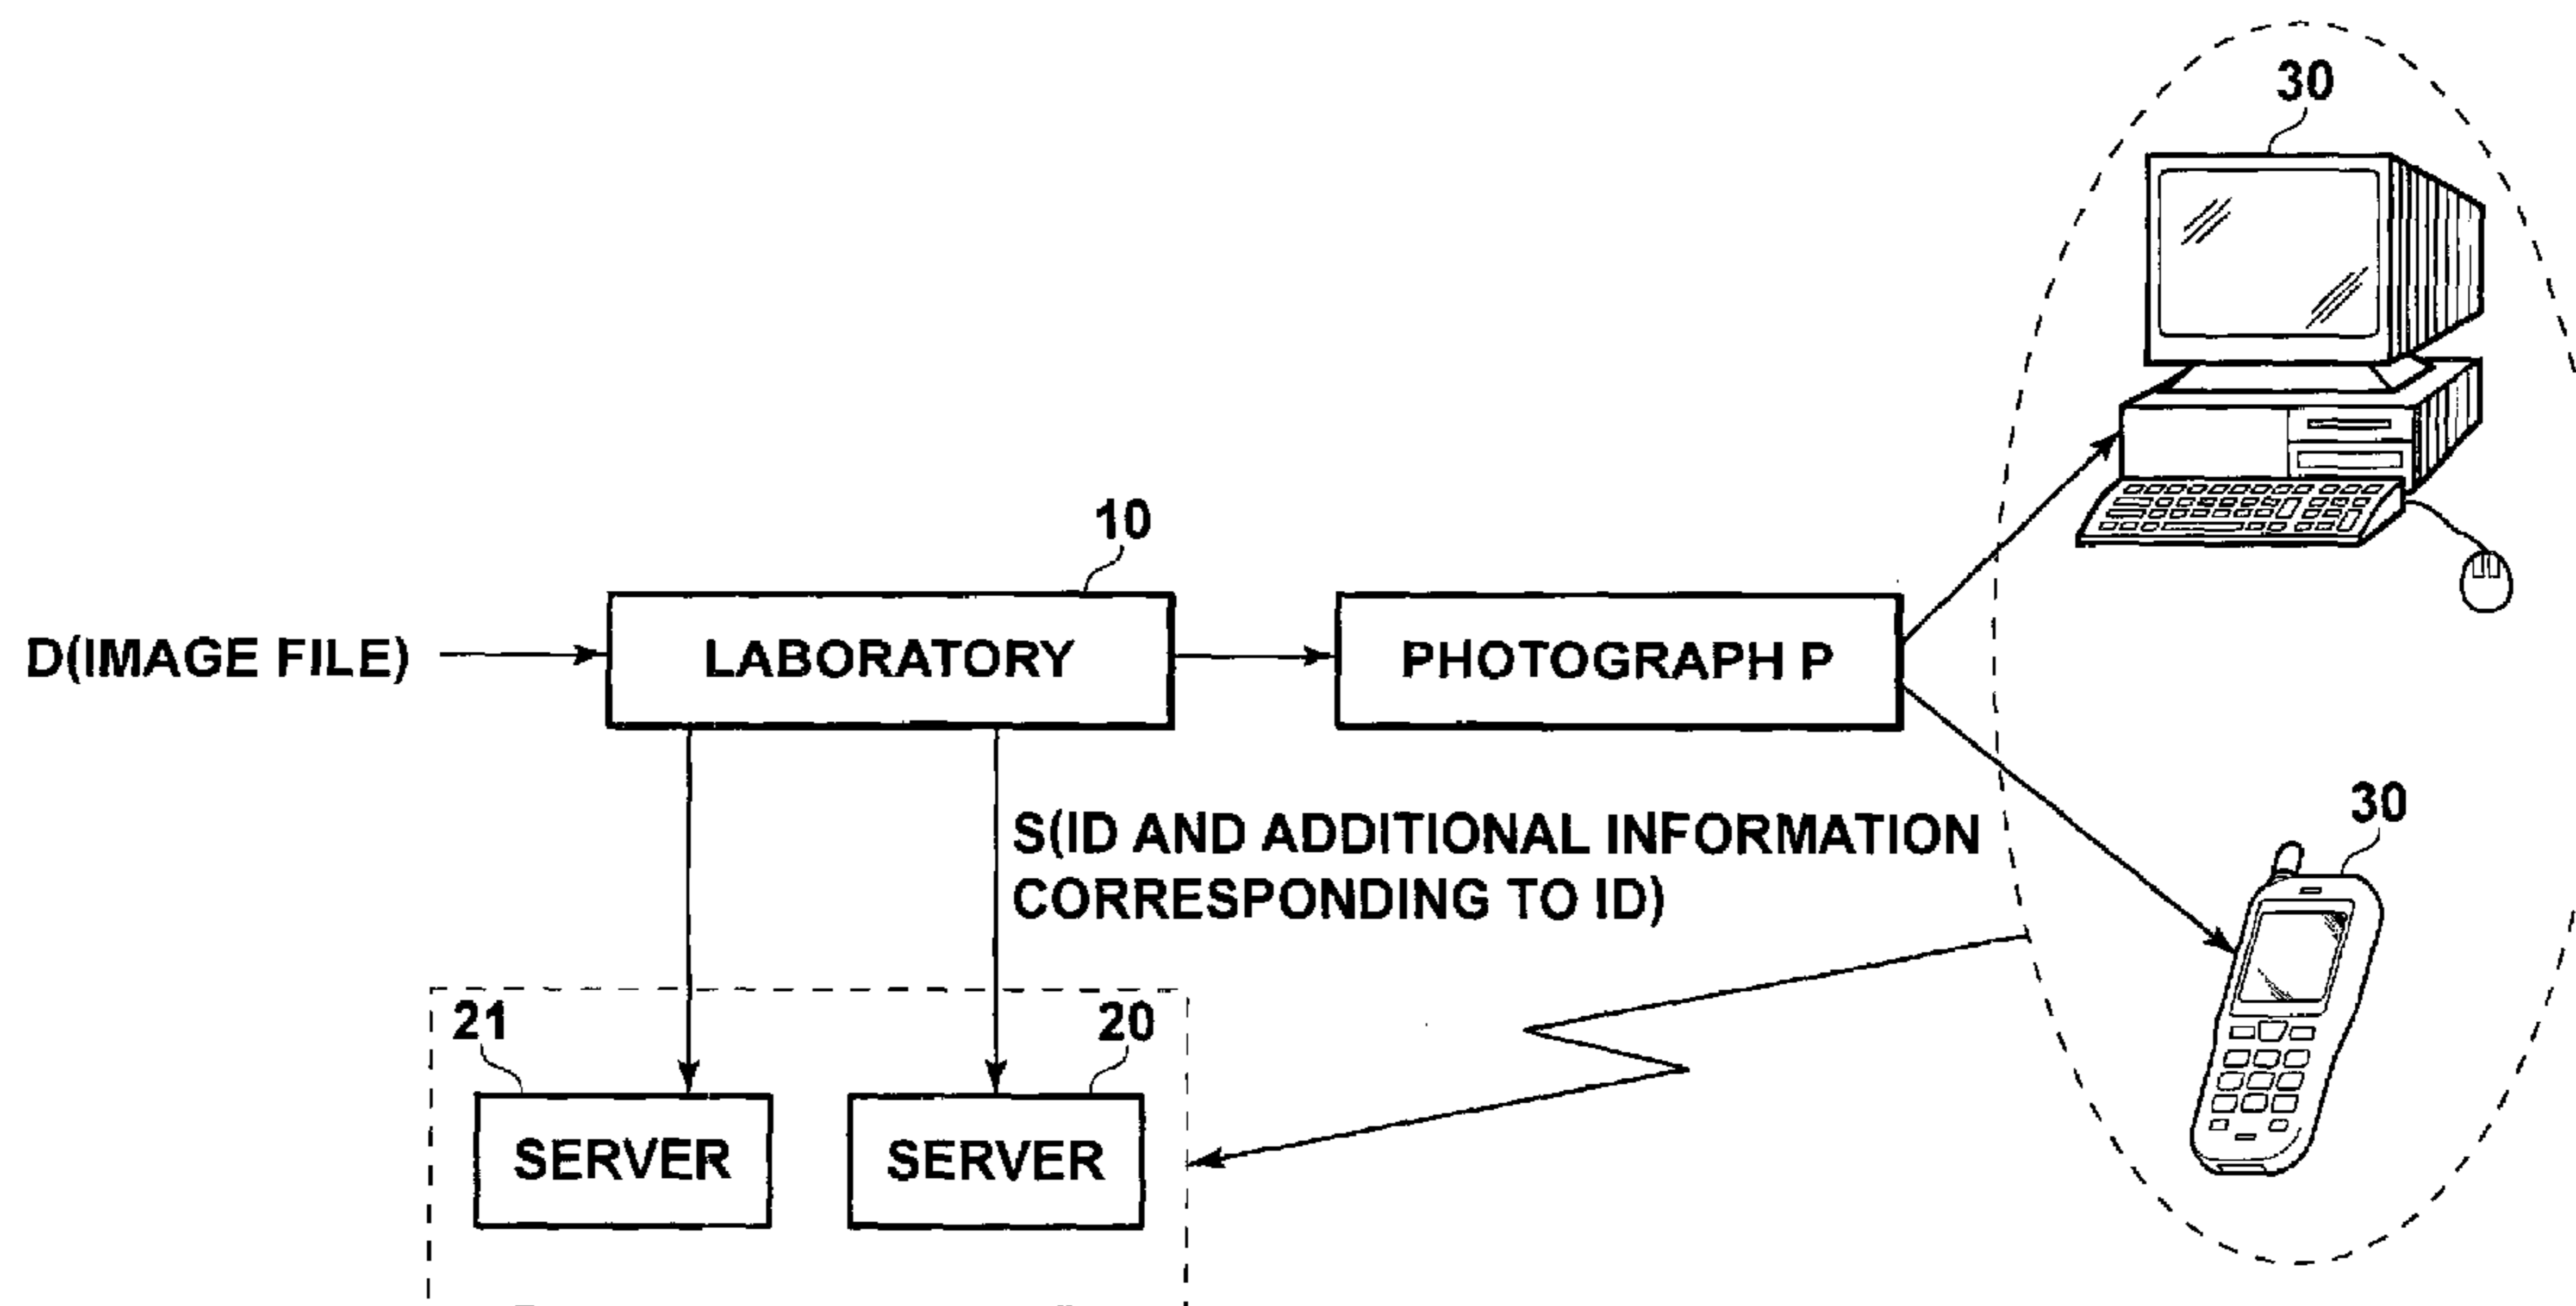 30
10
D(IMAGE FILE)
LABORATORY
PHOTOGRAPH P
S(ID AND ADDITIONAL INFORMATION
CORRESPONDING TO ID)
30
21
20
SERVER
SERVER